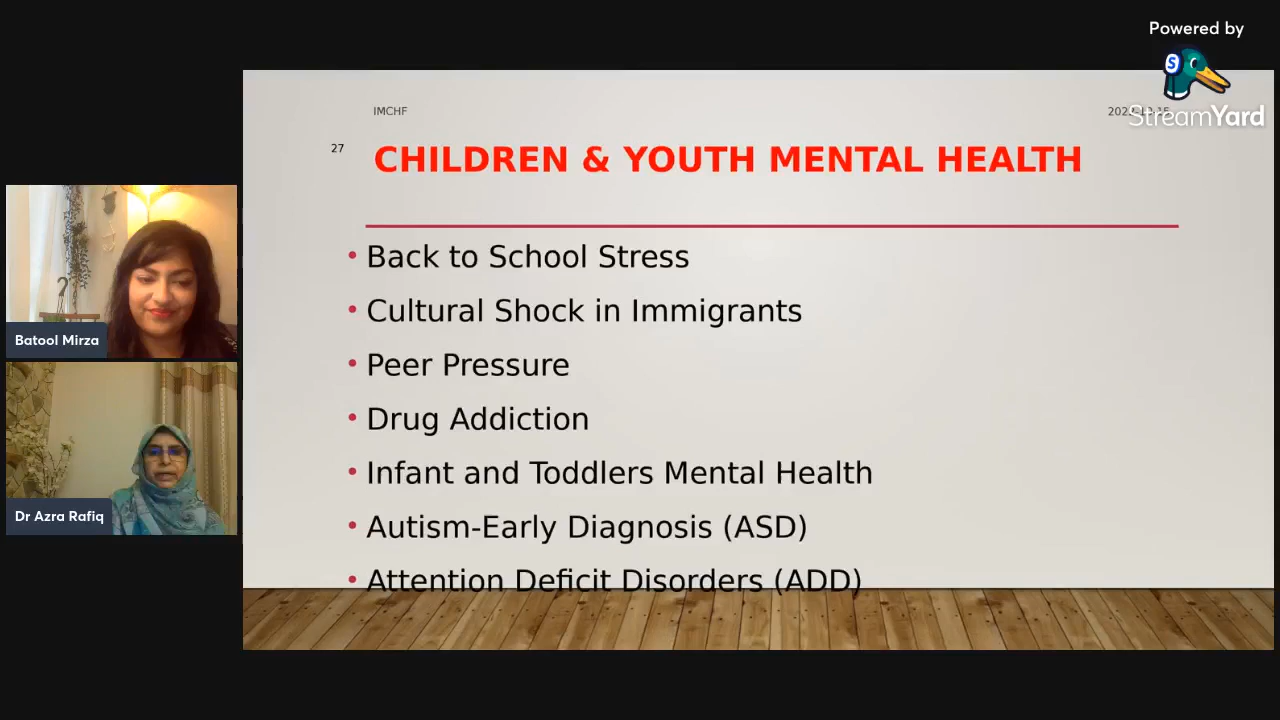 Powered by
S
StreamYard
IMCHF
27
CHILDREN & YOUTH MENTAL HEALTH
• Back to School Stress
• Cultural Shock in Immigrants
• Peer Pressure
• Drug Addiction
• Infant and Toddlers Mental Health
• Autism-Early Diagnosis (ASD)
• Attention Deficit Disorders (ADD)
Batool Mirza
Dr Azra Rafiq